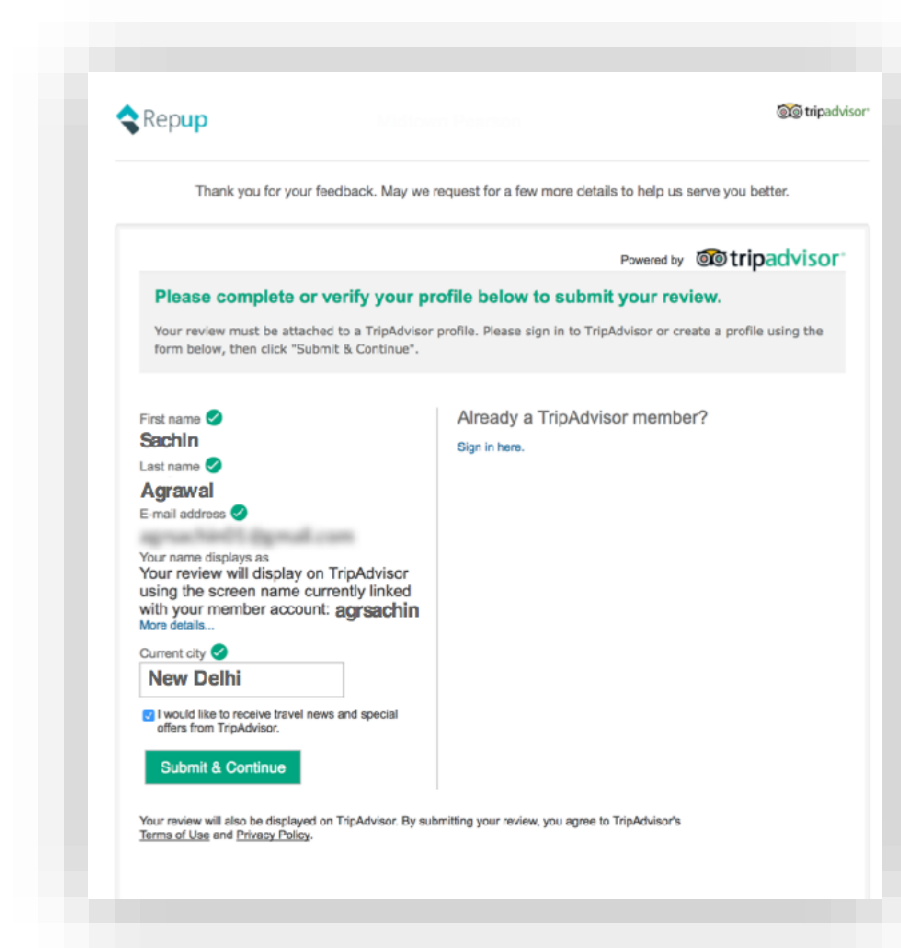 Repup
tripadvisor
Thank you for your feedback. May we request for a few more details to help us serve you better.
Powered by tripadvisor
Please complete or verify your profile below to submit your review.
Your review must be attached to a TripAdvisor profile. Please sign in to TripAdvisor or create a profile using the
form below, then click "Submit & Continue".
First name
Sachin
Last name
Agrawal
E-mail address
Your name displays as
Your review will display on TripAdvisor
using the screen name currently linked
with your member account: agrsachin
More details...
Current city
New Delhi
I would like to receive travel news and special
offers from TripAdvisor.
Submit & Continue
Already a TripAdvisor member?
Sign in here.
Your review will also be displayed on TripAdvisor. By submitting your review, you agree to TripAdvisor's
Terms of Use and Privacy Policy.